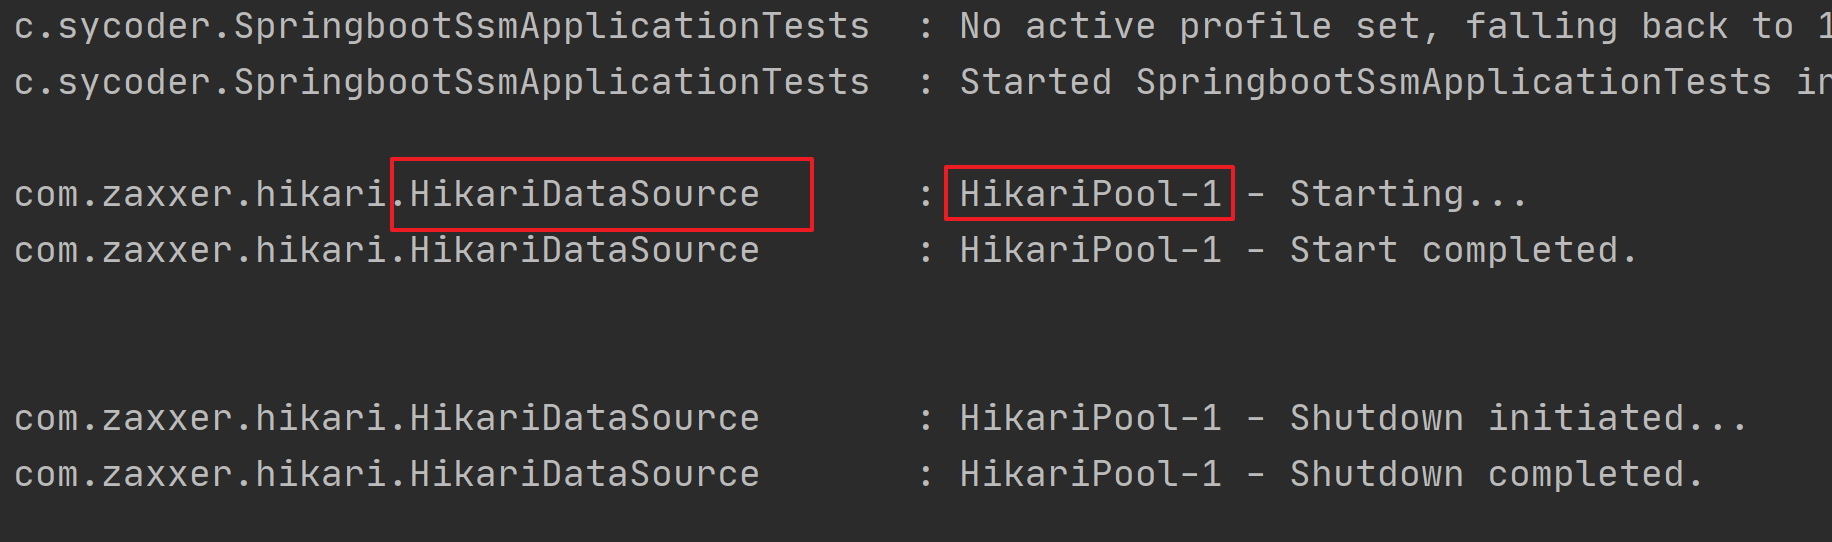 c.sycoder.SpringbootSsmApplicationTests : No active profile set, falling back to 1
c.sycoder.SpringbootSsmApplicationTests : Started SpringbootSsmApplicationTests in
com.zaxxer.hikari.HikariDataSource : HikariPool-1 - Starting...
com.zaxxer.hikari.HikariDataSource : HikariPool-1 - Start completed.
com.zaxxer.hikari.HikariDataSource : HikariPool-1 - Shutdown initiated...
com.zaxxer.hikari.HikariDataSource : HikariPool-1 - Shutdown completed.